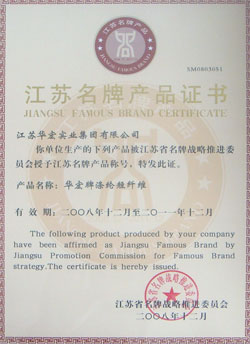 江苏名牌产品
JIANGSU FAMOUS BRAND
SM0803051
江苏名牌产品证书
JIANGSU FAMOUS BRAND CERTIFICATE
江苏华宏实业集团有限公司
你单位生产的下列产品被江苏省名牌战略推进委
员会授予江苏名牌产品称号。特发此证。
产品名称：华宏牌涤纶短纤维
有效期：二〇〇八年十二月至二〇一一年十二月
The following product produced by your company
have been affirmed as Jiangsu Famous Brand by
Jiangsu Promotion Commission for Famous Brand
strategy.The certificate is hereby issued.
江苏省名牌战略推进委员会
二〇〇八年十二月